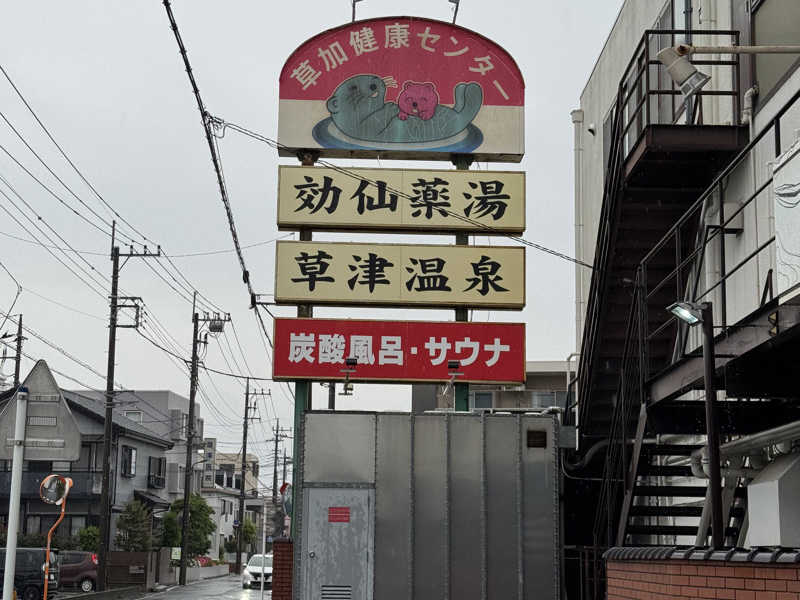 草加健康センター
効仙薬湯
草津温泉
炭酸風呂・サウナ